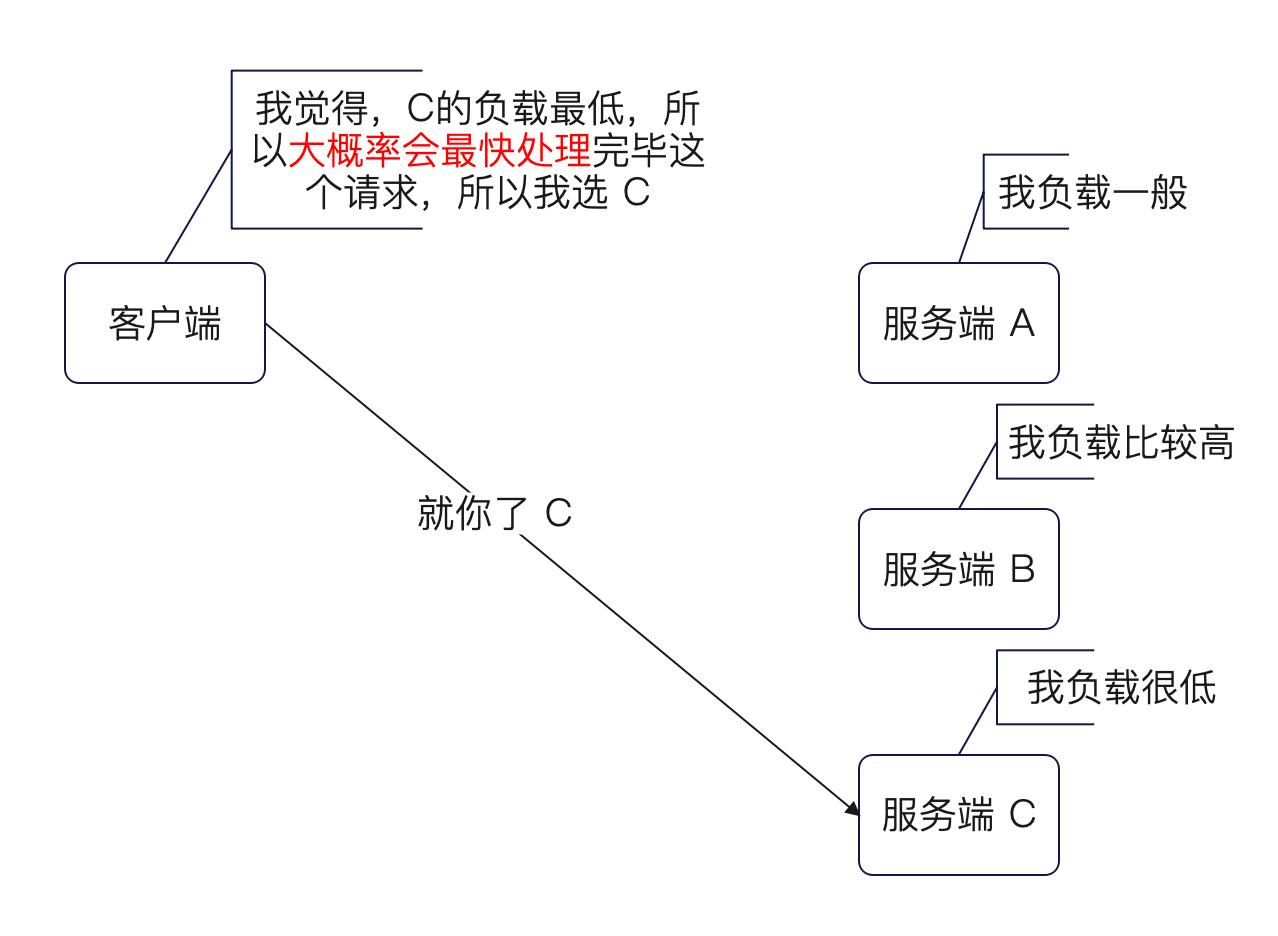 我觉得，C的负载最低，所
以大概率会最快处理完毕这
个请求，所以我选 C
我负载一般
客户端
服务端 A
我负载比较高
就你了 C
服务端 B
我负载很低
服务端 C